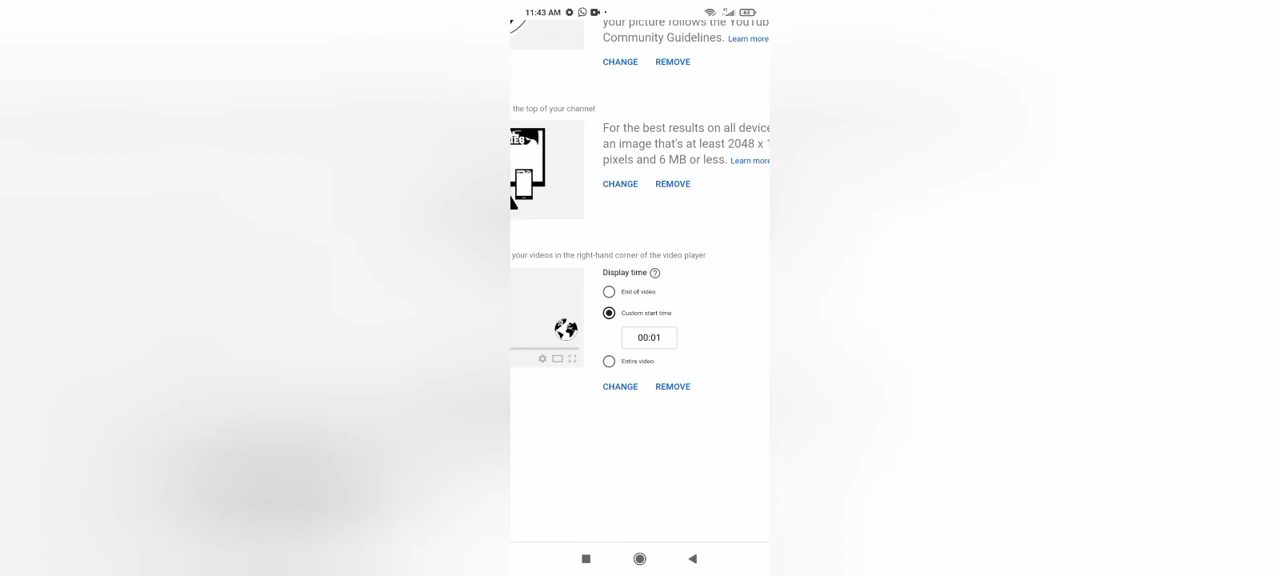 11:43 AM
63
your picture follows the YouTub
Community Guidelines. Learn more
CHANGE REMOVE
the top of your channel
For the best results on all device
an image that's at least 2048 x 1
pixels and 6 MB or less. Learn more
CHANGE REMOVE
your videos in the right-hand corner of the video player
Display time ?
End of video
Custom start time
00:01
Entire video
CHANGE REMOVE